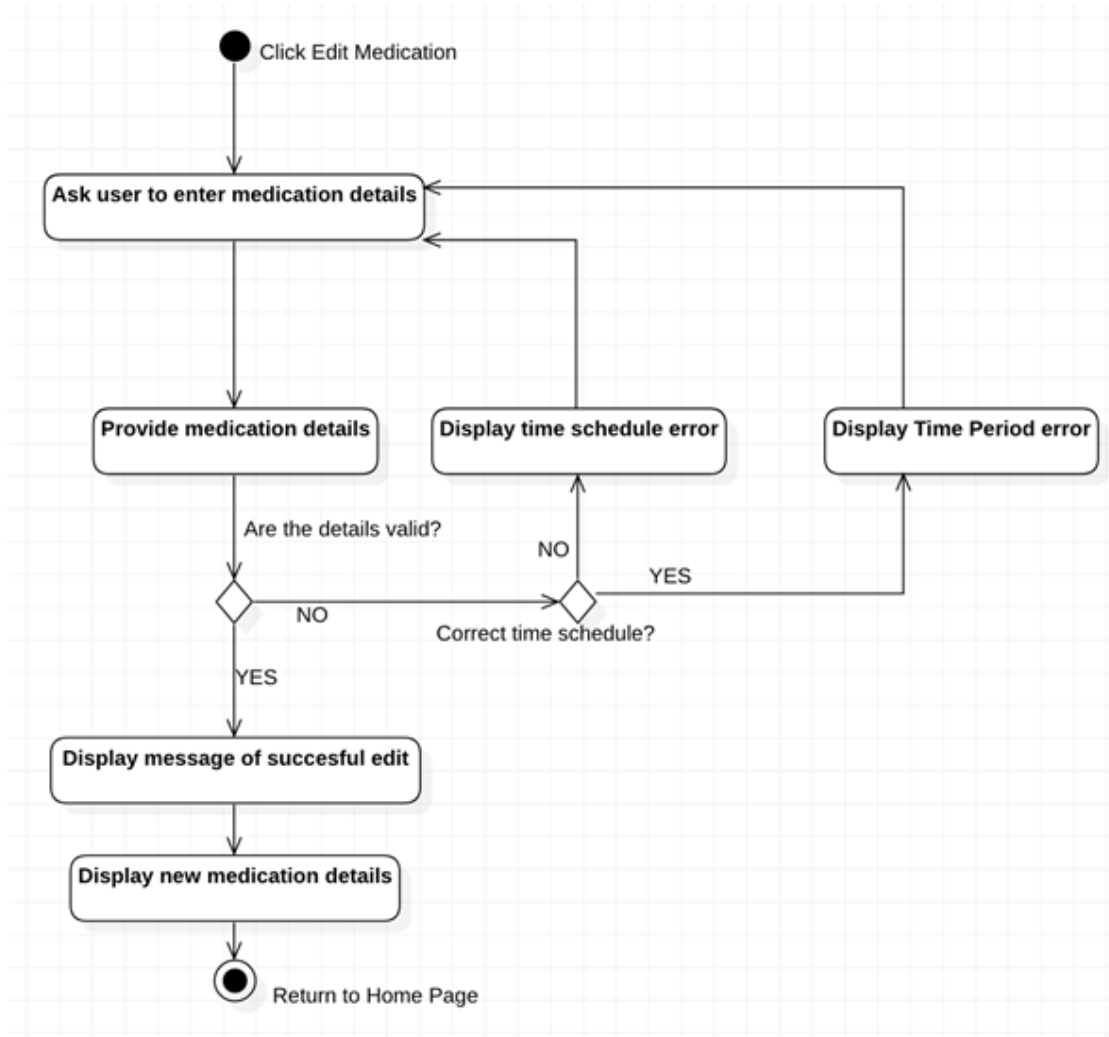 Click Edit Medication
Ask user to enter medication details
Provide medication details
Display time schedule error
Display Time Period error
Are the details valid?
NO
YES
NO
Correct time schedule?
YES
Display message of succesful edit
Display new medication details
Return to Home Page